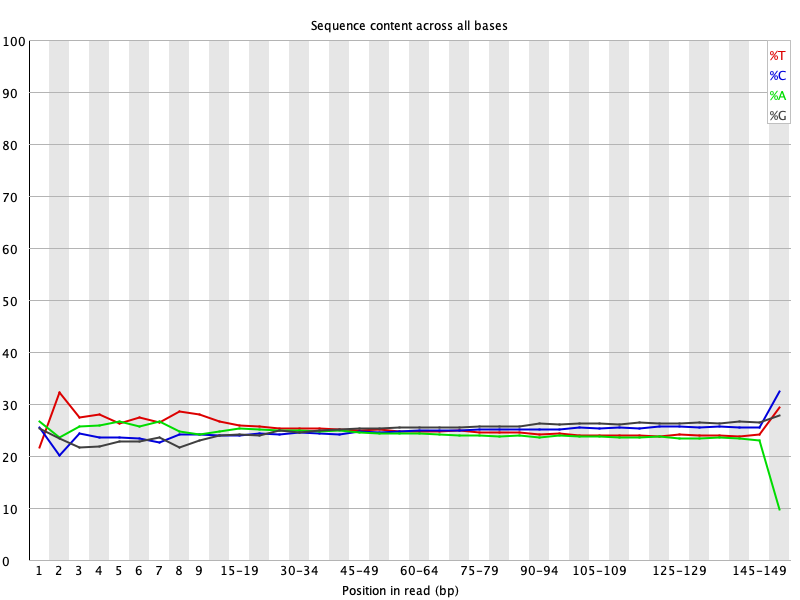 Sequence content across all bases
100
90
80
70
60
50
40
30
20
10
0
%T
%C
%A
%G
1 2 3 4 5 6 7 8 9 15-19 30-34 45-49 60-64 75-79 90-94 105-109 125-129 145-149
Position in read (bp)